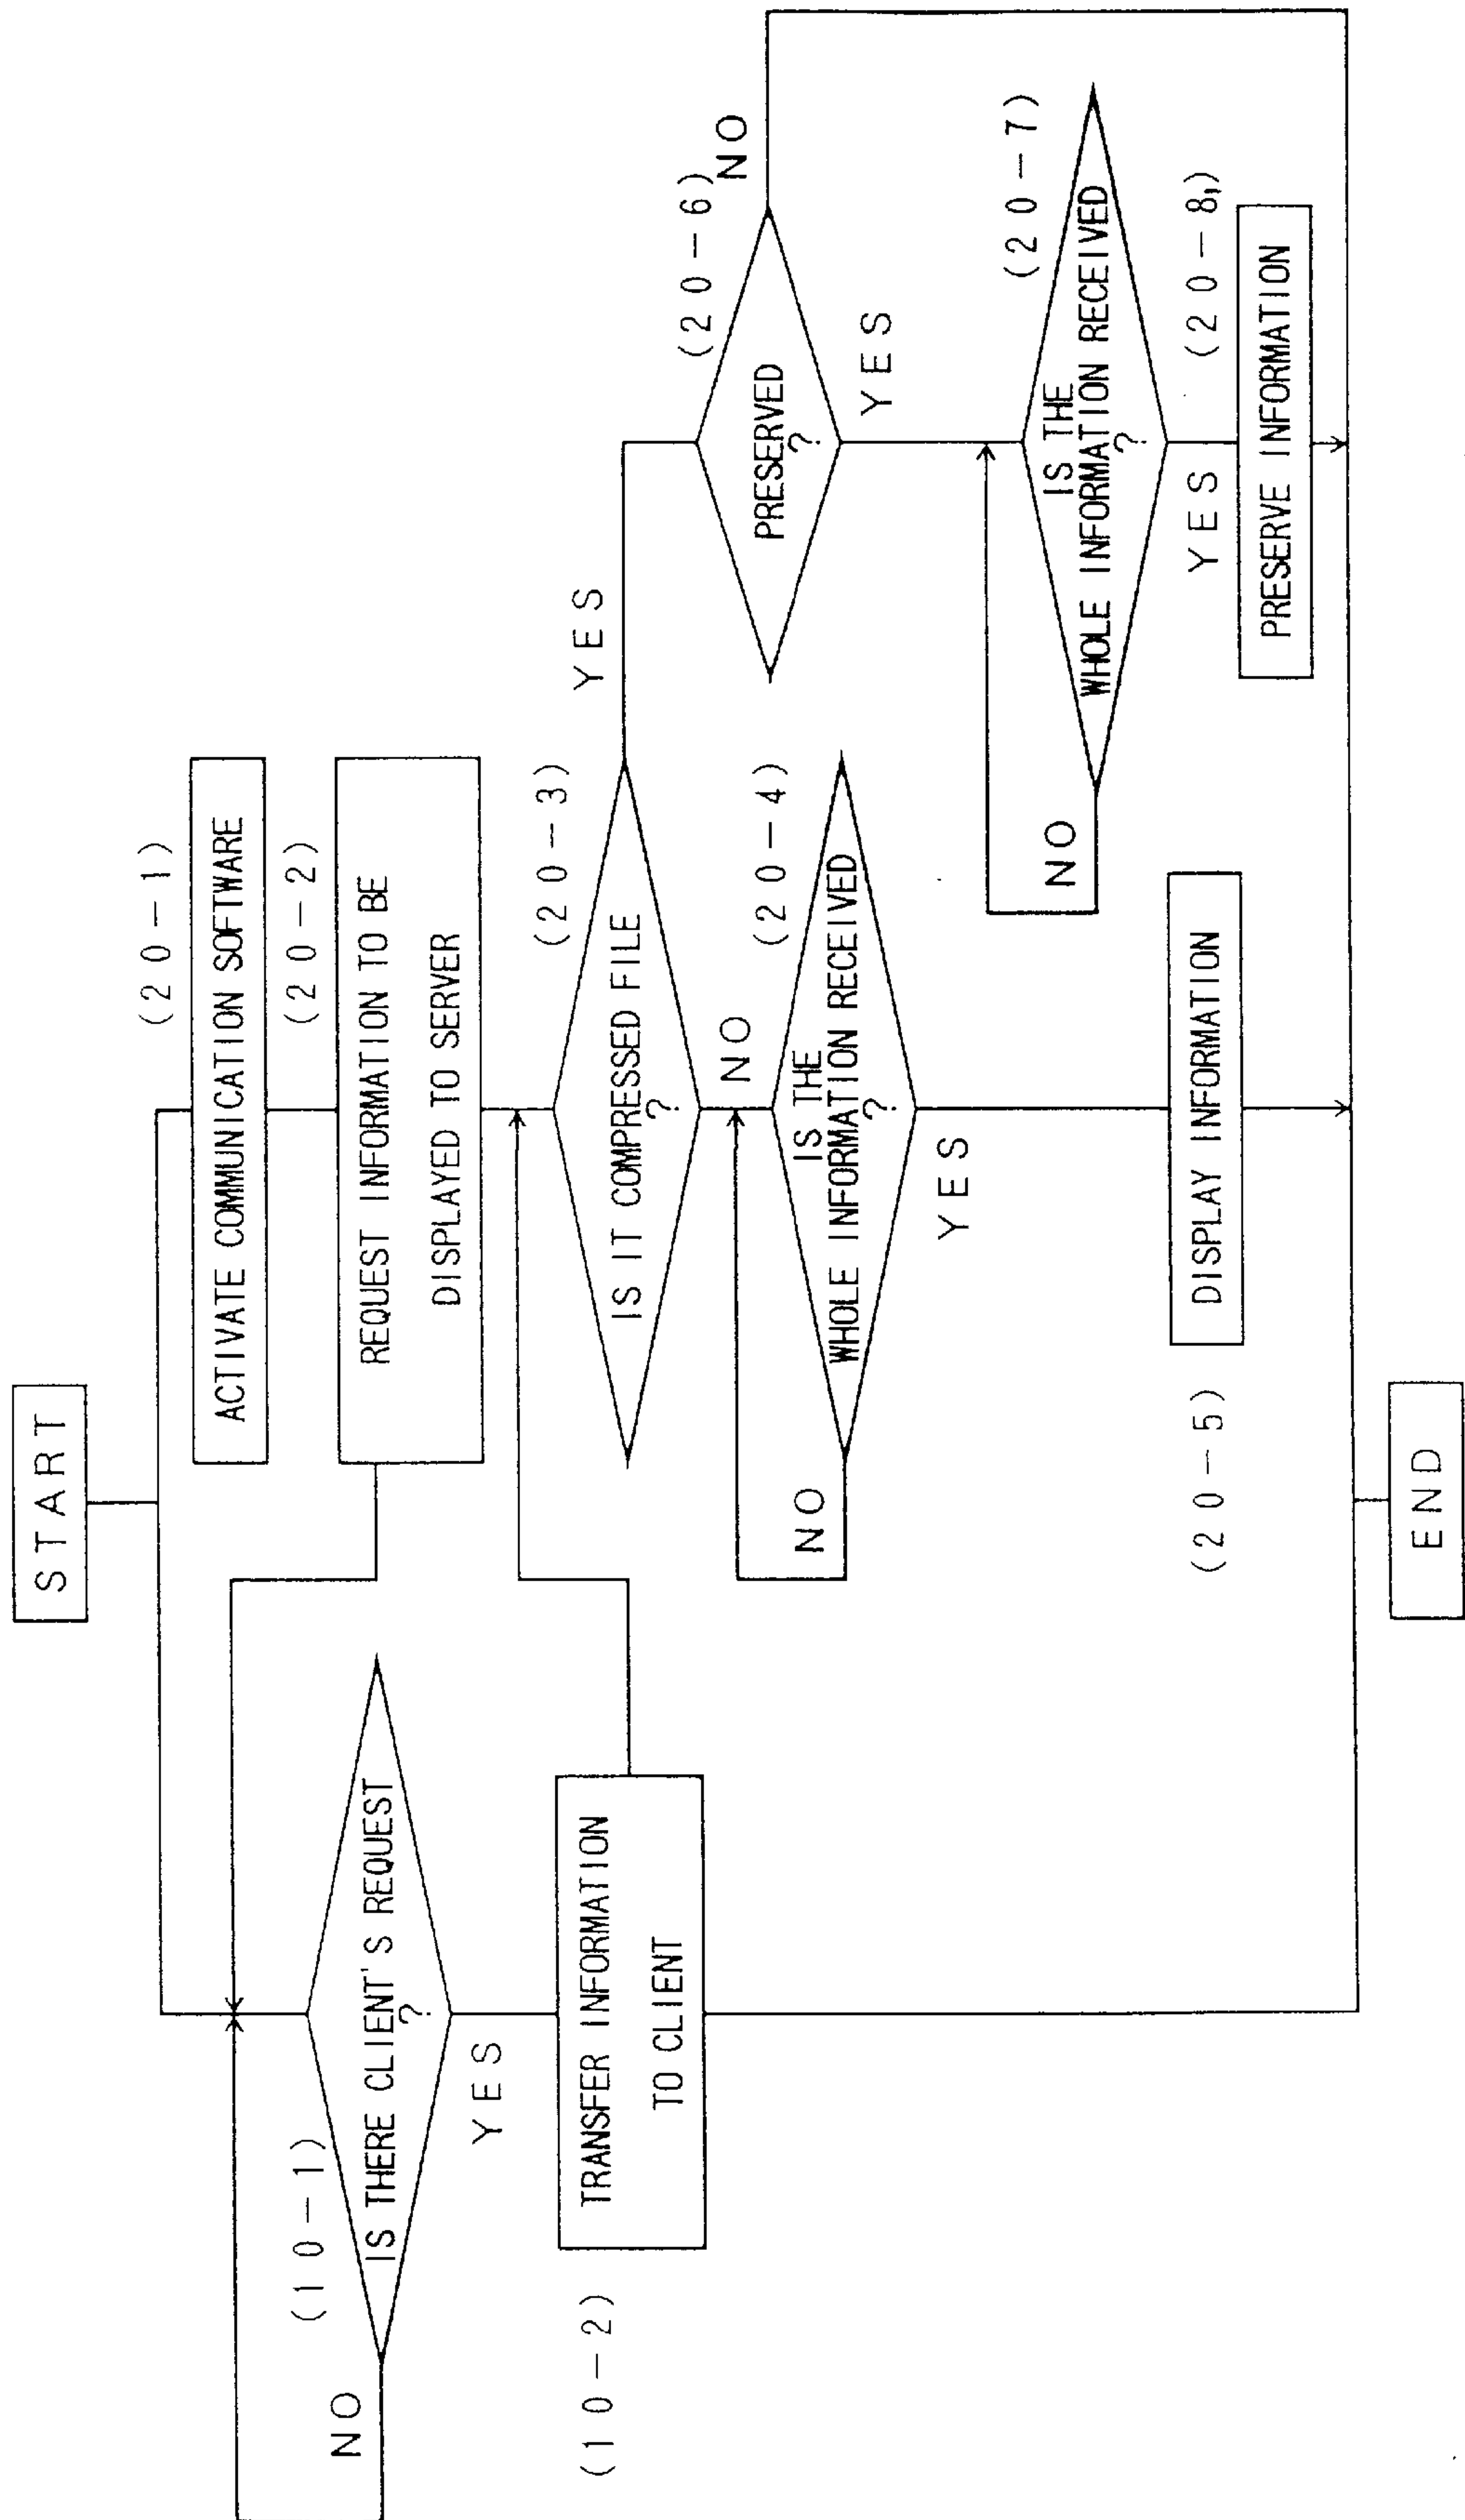 START
(10-1)
IS THERE CLIENT'S REQUEST
?
NO
YES
(10-2)
TRANSFER INFORMATION
TO CLIENT
(20-1)
ACTIVATE COMMUNICATION SOFTWARE
(20-2)
REQUEST INFORMATION TO BE
DISPLAYED TO SERVER
(20-3)
IS IT COMPRESSED FILE
?
YES
NO
(20-4)
IS THE
WHOLE INFORMATION RECEIVED
?
NO
YES
(20-5)
DISPLAY INFORMATION
(20-6)
PRESERVED
?
NO
YES
(20-7)
IS THE
WHOLE INFORMATION RECEIVED
?
NO
YES
(20-8)
PRESERVE INFORMATION
END